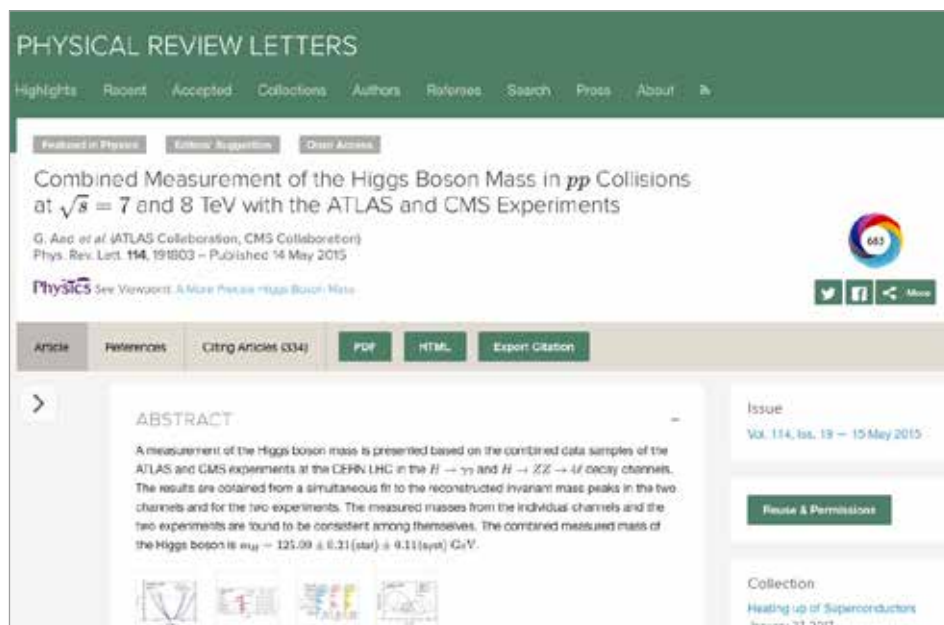 PHYSICAL REVIEW LETTERS
Highlights Recent Accepted Collections Authors Referees Search Press About
Featured in Physics Editors' Suggestion Open Access
Combined Measurement of the Higgs Boson Mass in pp Collisions
at √s = 7 and 8 TeV with the ATLAS and CMS Experiments
G. Aad et al. (ATLAS Collaboration, CMS Collaboration)
Phys. Rev. Lett. 114, 191803 – Published 14 May 2015
683
Physics See Viewpoint: A More Precise Higgs Boson Mass
More
Article References Citing Articles (334) PDF HTML Export Citation
ABSTRACT
A measurement of the Higgs boson mass is presented based on the combined data samples of the
ATLAS and CMS experiments at the CERN LHC in the H → γγ and H → ZZ → 4ℓ decay channels.
The results are obtained from a simultaneous fit to the reconstructed invariant mass peaks in the two
channels and for the two experiments. The measured masses from the individual channels and the
two experiments are found to be consistent among themselves. The combined measured mass of
the Higgs boson is m_H = 125.09 ± 0.21 (stat) ± 0.11 (syst) GeV.
Issue
Vol. 114, Iss. 19 — 15 May 2015
Reuse & Permissions
Collection
Heating up of Superconductors